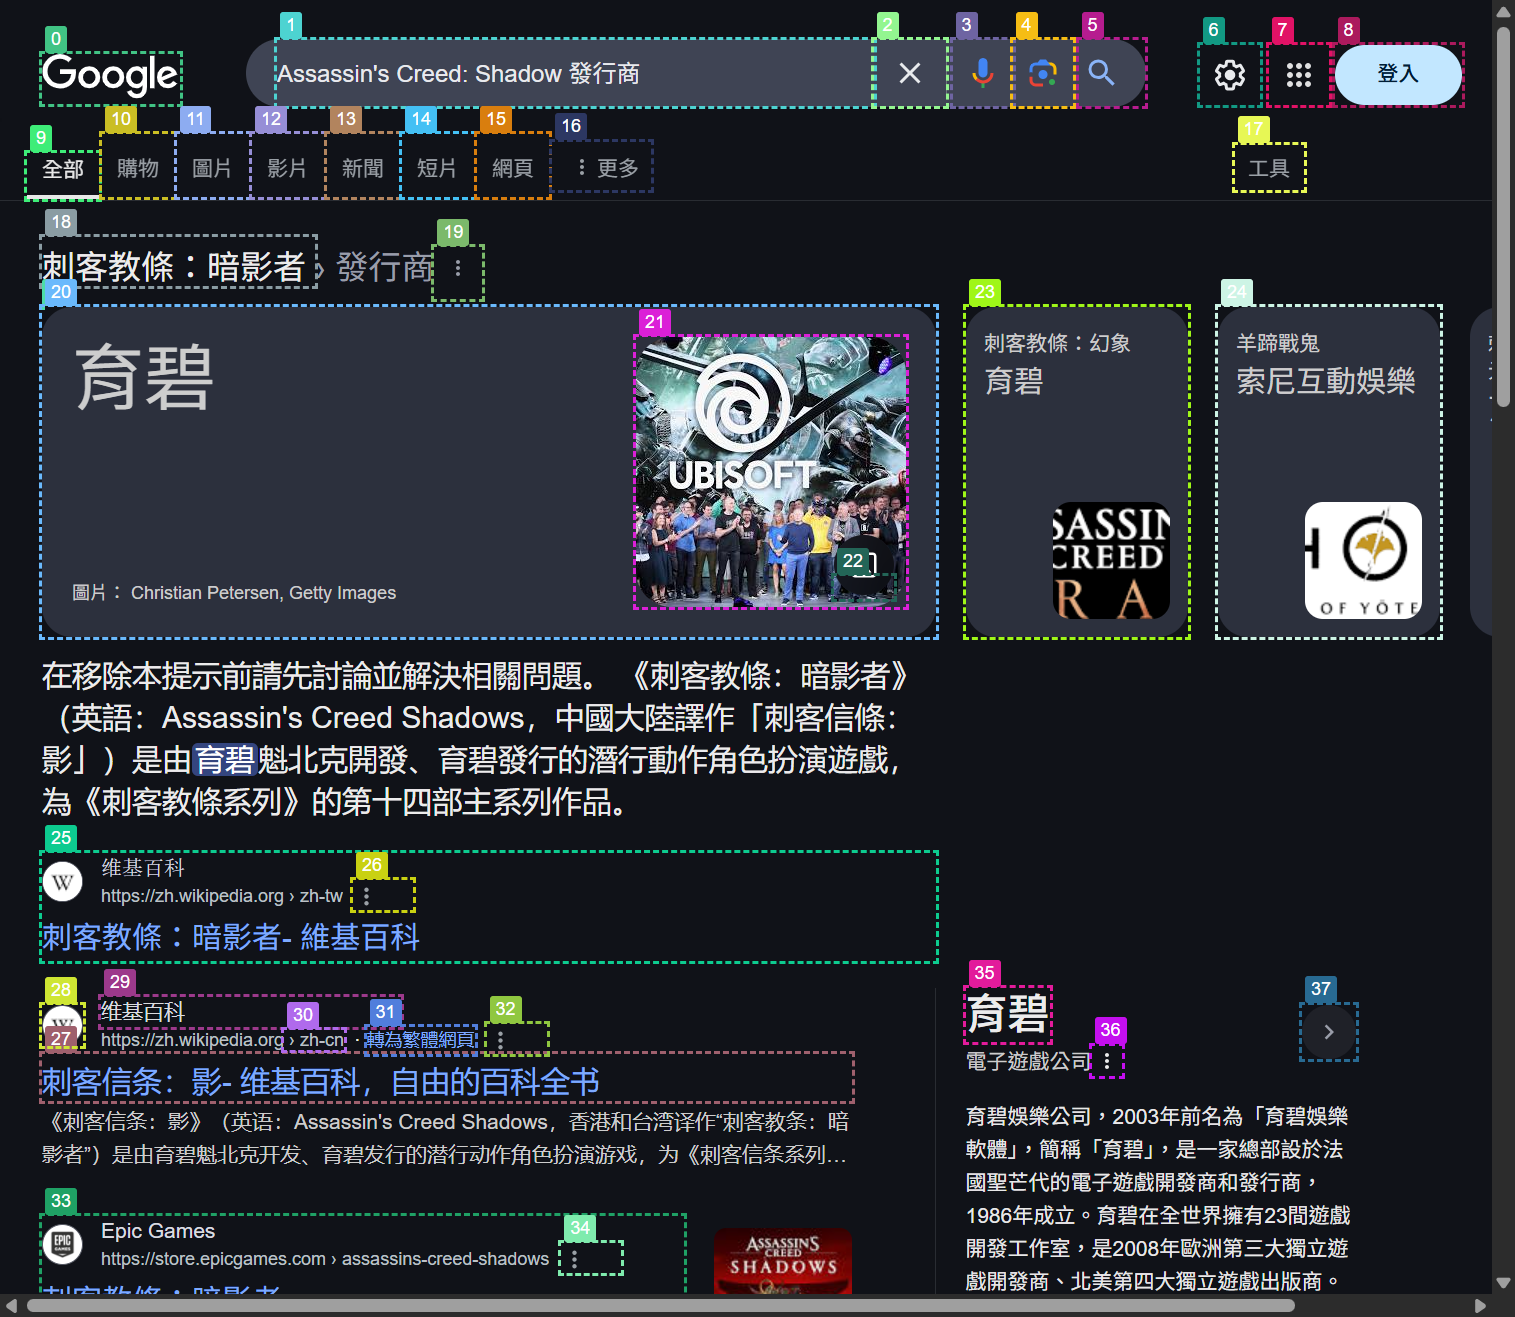 Google
Assassin's Creed: Shadow 發行商
登入
全部
購物
圖片
影片
新聞
短片
網頁
更多
工具
刺客教條：暗影者 › 發行商
育碧
UBISOFT
圖片： Christian Petersen, Getty Images
刺客教條：幻象
育碧
ASSASSIN
CREED
R A
羊蹄戰鬼
索尼互動娛樂
OF YŌTE
在移除本提示前請先討論並解決相關問題。 《刺客教條：暗影者》
（英語：Assassin's Creed Shadows，中國大陸譯作「刺客信條：
影」）是由育碧魁北克開發、育碧發行的潛行動作角色扮演遊戲，
為《刺客教條系列》的第十四部主系列作品。
维基百科
https://zh.wikipedia.org › zh-tw
刺客教條：暗影者- 維基百科
维基百科
https://zh.wikipedia.org › zh-cn · 轉為繁體網頁
刺客信条：影- 维基百科，自由的百科全书
《刺客信条：影》（英语：Assassin's Creed Shadows，香港和台湾译作“刺客教条：暗
影者”）是由育碧魁北克开发、育碧发行的潜行动作角色扮演游戏，为《刺客信条系列...
Epic Games
https://store.epicgames.com › assassins-creed-shadows
刺客教條：暗影者
ASSASSIN'S
CREED
SHADOWS
育碧
電子遊戲公司
育碧娛樂公司，2003年前名為「育碧娛樂
軟體」，簡稱「育碧」，是一家總部設於法
國聖芒代的電子遊戲開發商和發行商，
1986年成立。育碧在全世界擁有23間遊戲
開發工作室，是2008年歐洲第三大獨立遊
戲開發商、北美第四大獨立遊戲出版商。
0
1
2
3
4
5
6
7
8
9
10
11
12
13
14
15
16
17
18
19
20
21
22
23
24
25
26
27
28
29
30
31
32
33
34
35
36
37